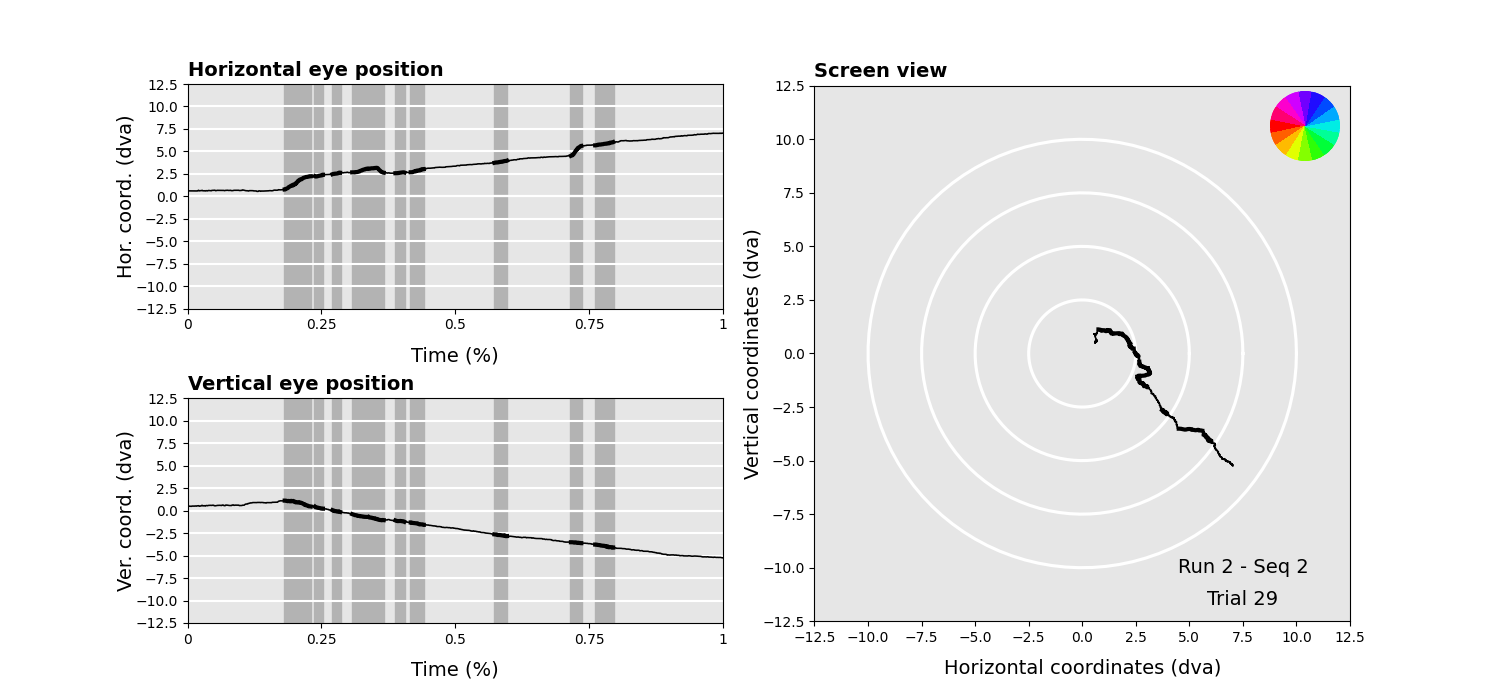 Horizontal eye position
12.5
10.0
7.5
5.0
2.5
0.0
−2.5
−5.0
−7.5
−10.0
−12.5
Hor. coord. (dva)
0 0.25 0.5 0.75 1
Time (%)
Vertical eye position
12.5
10.0
7.5
5.0
2.5
0.0
−2.5
−5.0
−7.5
−10.0
−12.5
Ver. coord. (dva)
0 0.25 0.5 0.75 1
Time (%)
Screen view
12.5
10.0
7.5
5.0
2.5
0.0
−2.5
−5.0
−7.5
−10.0
−12.5
Vertical coordinates (dva)
Run 2 - Seq 2
Trial 29
−12.5 −10.0 −7.5 −5.0 −2.5 0.0 2.5 5.0 7.5 10.0 12.5
Horizontal coordinates (dva)